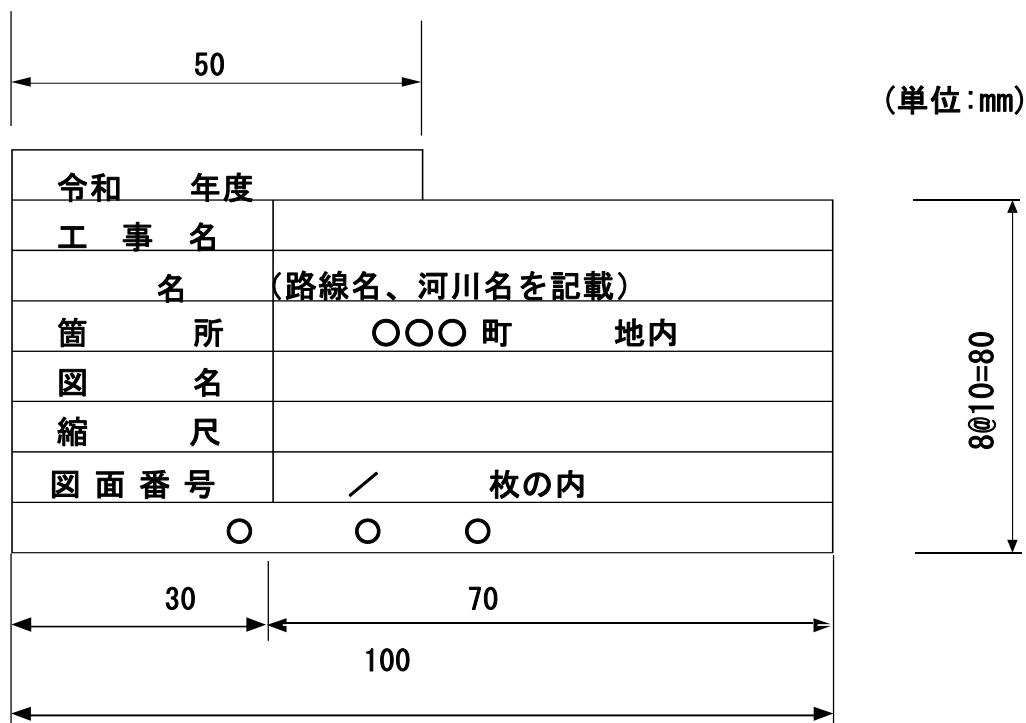 50
(単位:mm)
令和　　年度
工　事　名
名　(路線名、河川名を記載)
箇　　　所　○○○町　　　地内
図　　　名
縮　　　尺
図面番号　／　　　枚の内
○　　　○　　　○
8@10=80
30　70
100